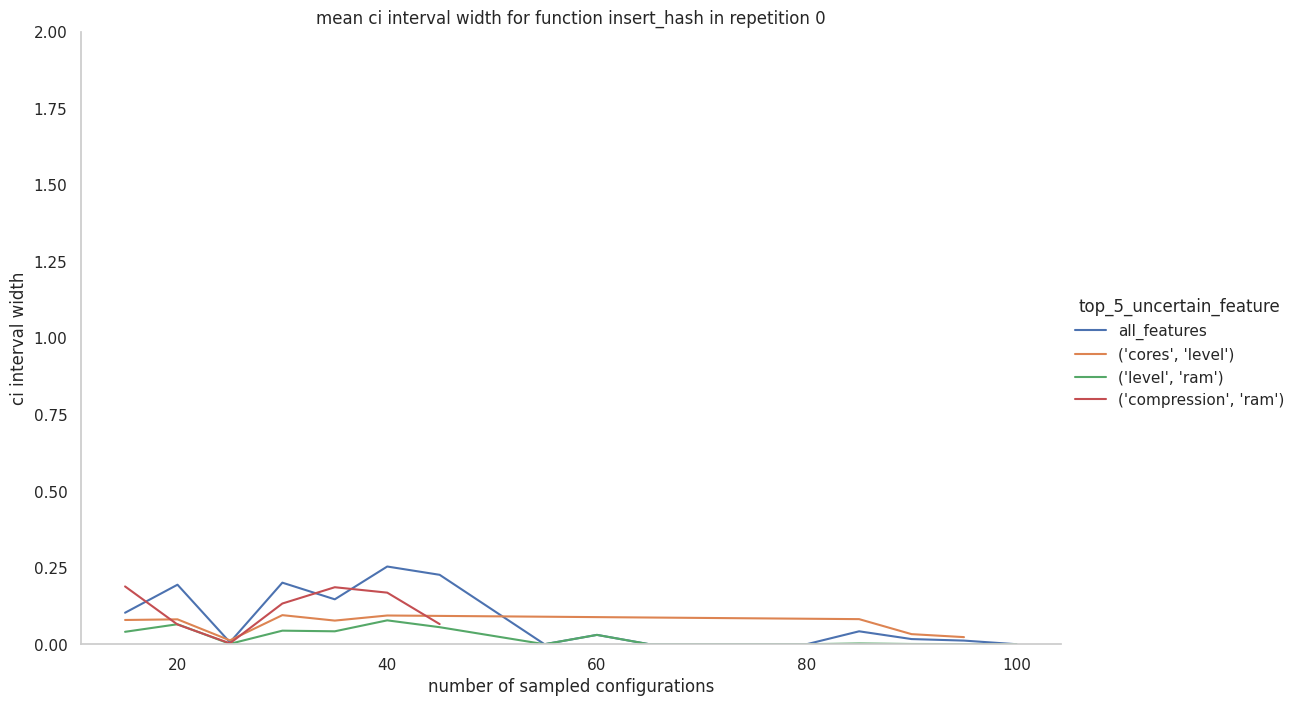 mean ci interval width for function insert_hash in repetition 0
2.00
1.75
1.50
1.25
1.00
0.75
0.50
0.25
0.00
ci interval width
20
40
60
80
100
number of sampled configurations
top_5_uncertain_feature
all_features
('cores', 'level')
('level', 'ram')
('compression', 'ram')